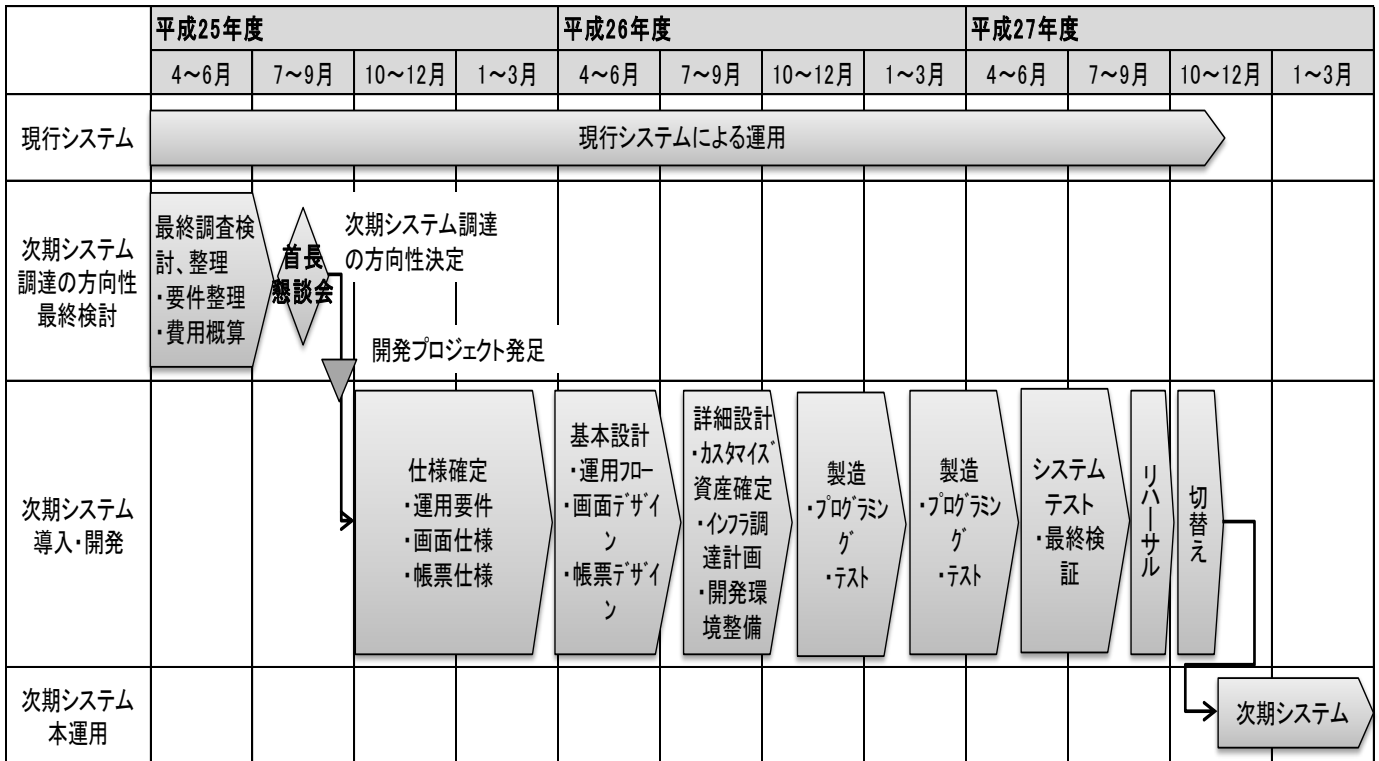 平成25年度 平成26年度 平成27年度
4～6月 7～9月 10～12月 1～3月 4～6月 7～9月 10～12月 1～3月 4～6月 7～9月 10～12月 1～3月
現行システム
現行システムによる運用
次期システム
調達の方向性
最終検討
最終調査検
討、整理
・要件整理
・費用概算
首長
懇談会
次期システム調達
の方向性決定
開発プロジェクト発足
次期システム
導入・開発
仕様確定
・運用要件
・画面仕様
・帳票仕様
基本設計
・運用ﾌﾛｰ
・画面ﾃﾞｻﾞｲ
ﾝ
・帳票ﾃﾞｻﾞｲ
ﾝ
詳細設計
・ｶｽﾀﾏｲｽﾞ
資産確定
・ｲﾝﾌﾗ調
達計画
・開発環
境整備
製造
・ﾌﾟﾛｸﾞﾗﾐﾝ
ｸﾞ
・ﾃｽﾄ
製造
・ﾌﾟﾛｸﾞﾗﾐﾝ
ｸﾞ
・ﾃｽﾄ
システム
テスト
・最終検
証
リハーサル
切替え
次期システム
本運用
次期システム